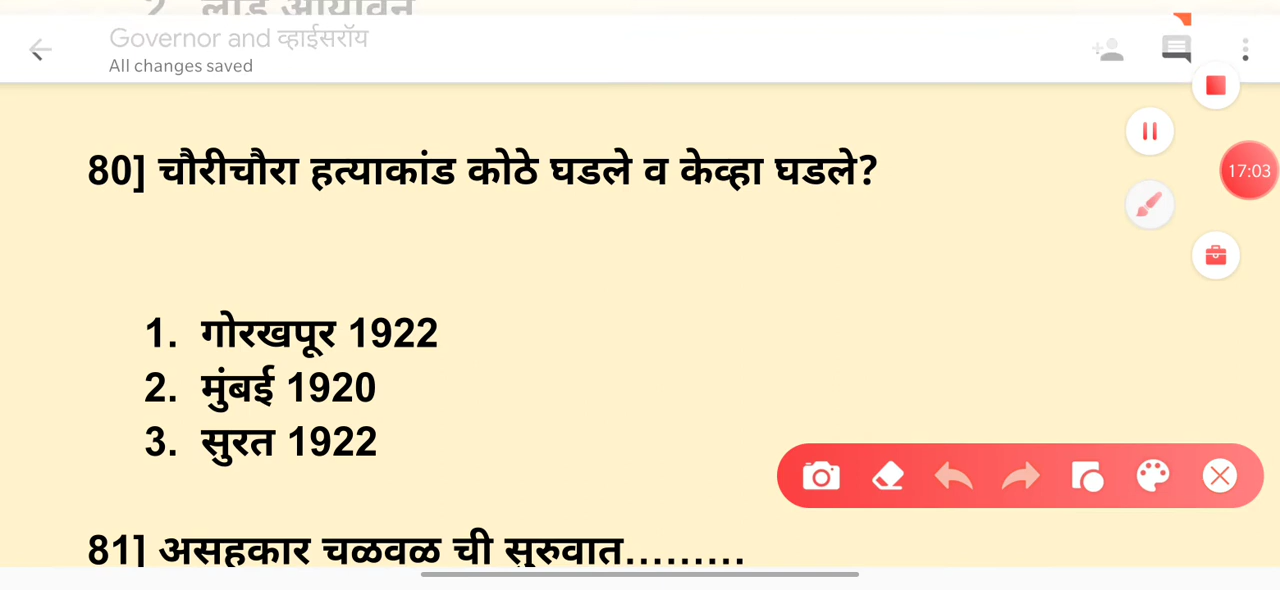 Governor and व्हाईसरॉय
All changes saved
80] चौरीचौरा हत्याकांड कोठे घडले व केव्हा घडले?
17:03
1. गोरखपूर 1922
2. मुंबई 1920
3. सुरत 1922
81] असहकार चळवळ ची सुरुवात.........